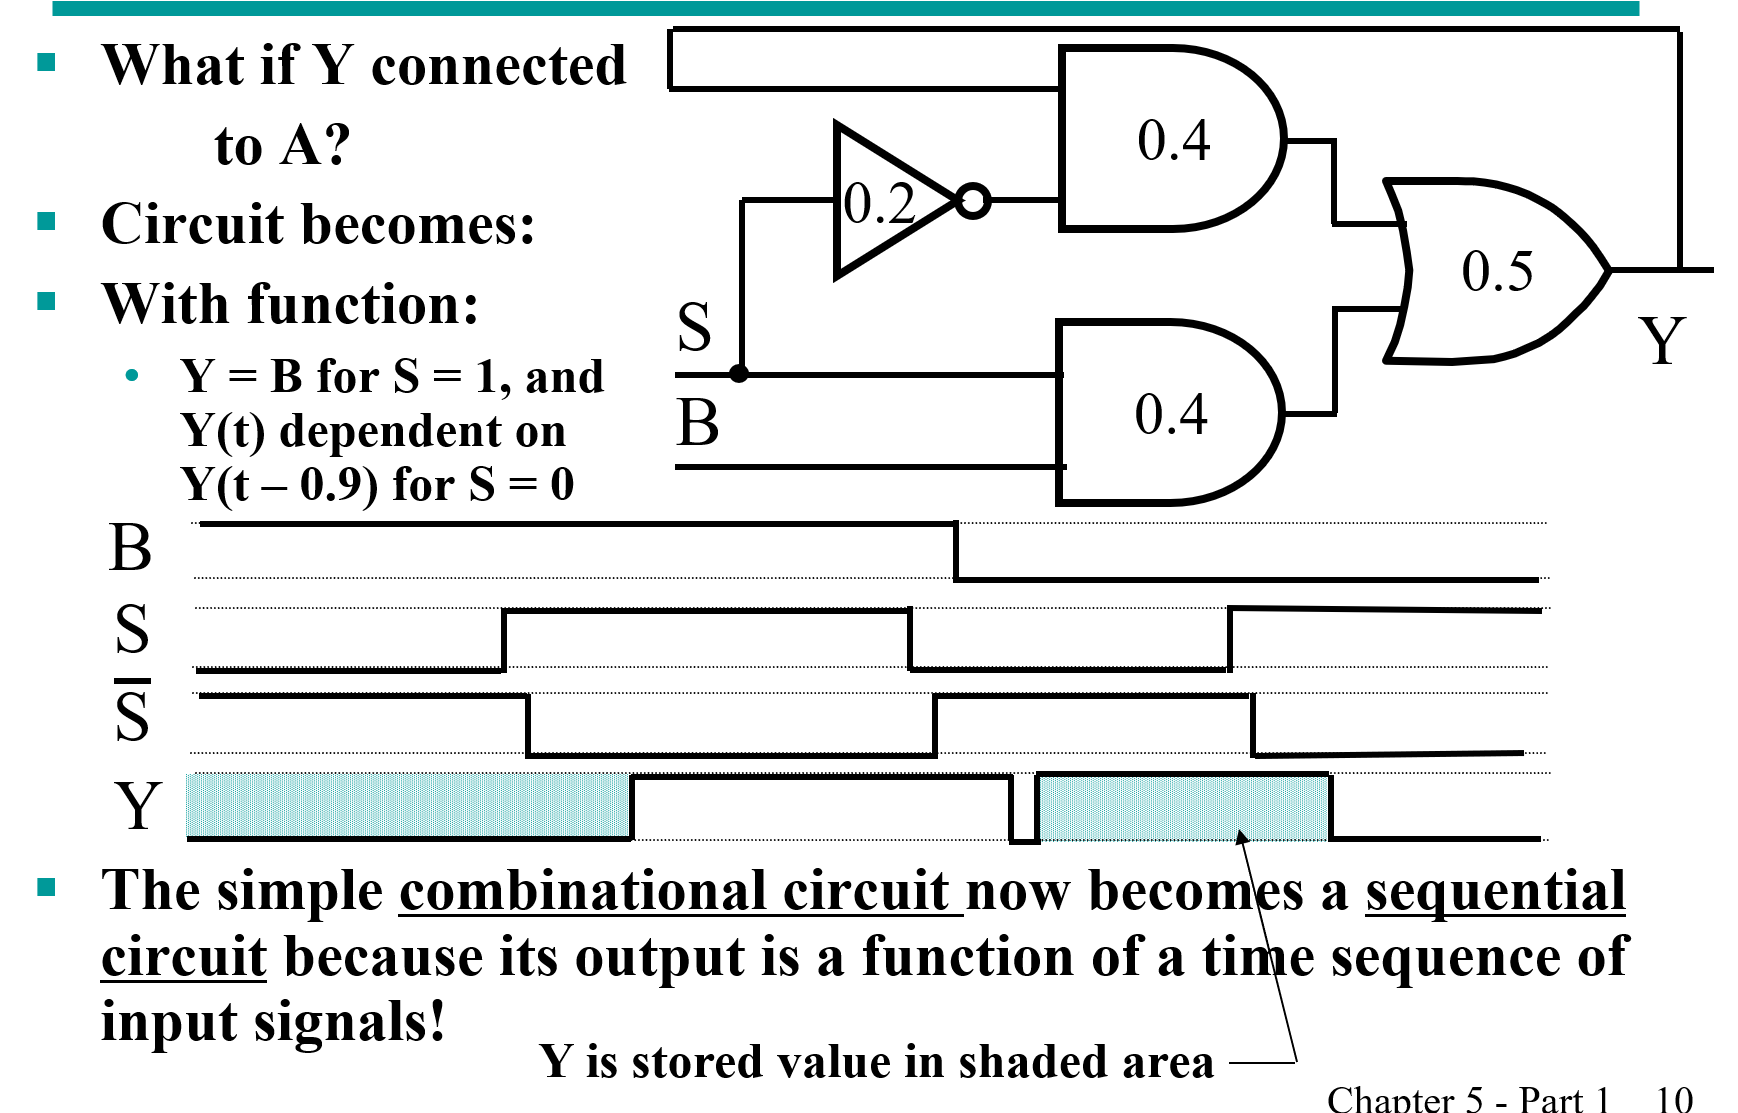 What if Y connected
to A?
Circuit becomes:
With function:
Y = B for S = 1, and
Y(t) dependent on
Y(t – 0.9) for S = 0
0.4
0.2
0.5
S
Y
B
0.4
B
S
S̅
Y
The simple combinational circuit now becomes a sequential
circuit because its output is a function of a time sequence of
input signals!
Y is stored value in shaded area
Chapter 5 - Part 1 10